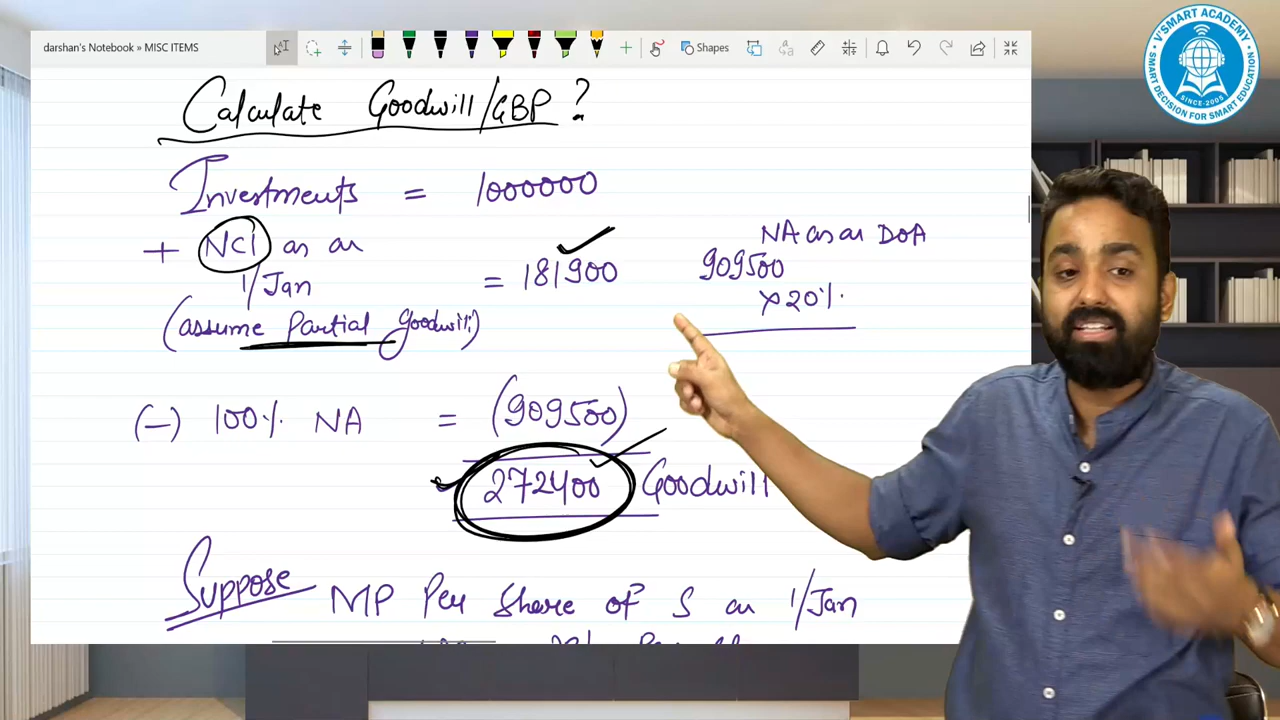 darshan's Notebook » MISC ITEMS
Shapes
V'SMART ACADEMY
SINCE-2005
SMART DECISION FOR SMART EDUCATION.
Calculate Goodwill/GBP?
Investments = 1000000
+ NCI as on
1/Jan = 181900
(assume Partial Goodwill)
NA as on DOA
909500
x 20%.
(-) 100% NA = (909500)
272400 Goodwill
Suppose MP Per Share of S on 1/Jan